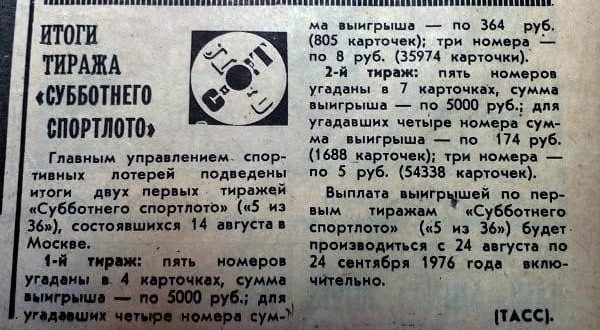 ИТОГИ
ТИРАЖА
«СУББОТНЕГО
СПОРТЛОТО»
Главным управлением спор-
тивных лотерей подведены
итоги двух первых тиражей
«Субботнего спортлото» («5 из
36»), состоявшихся 14 августа в
Москве.
1-й тираж: пять номеров
угаданы в 4 карточках, сумма
выигрыша — по 5000 руб.; для
угадавших четыре номера сум-
ма выигрыша — по 364 руб.
(805 карточек); три номера —
по 8 руб. (35974 карточки).
2-й тираж: пять номеров
угаданы в 7 карточках, сумма
выигрыша — по 5000 руб.; для
угадавших четыре номера сум-
ма выигрыша — по 174 руб.
(1688 карточек); три номера —
по 5 руб. (54338 карточек).
Выплата выигрышей по пер-
вым тиражам «Субботнего
спортлото» («5 из 36») будет
производиться с 24 августа по
24 сентября 1976 года вклю-
чительно.
(ТАСС).